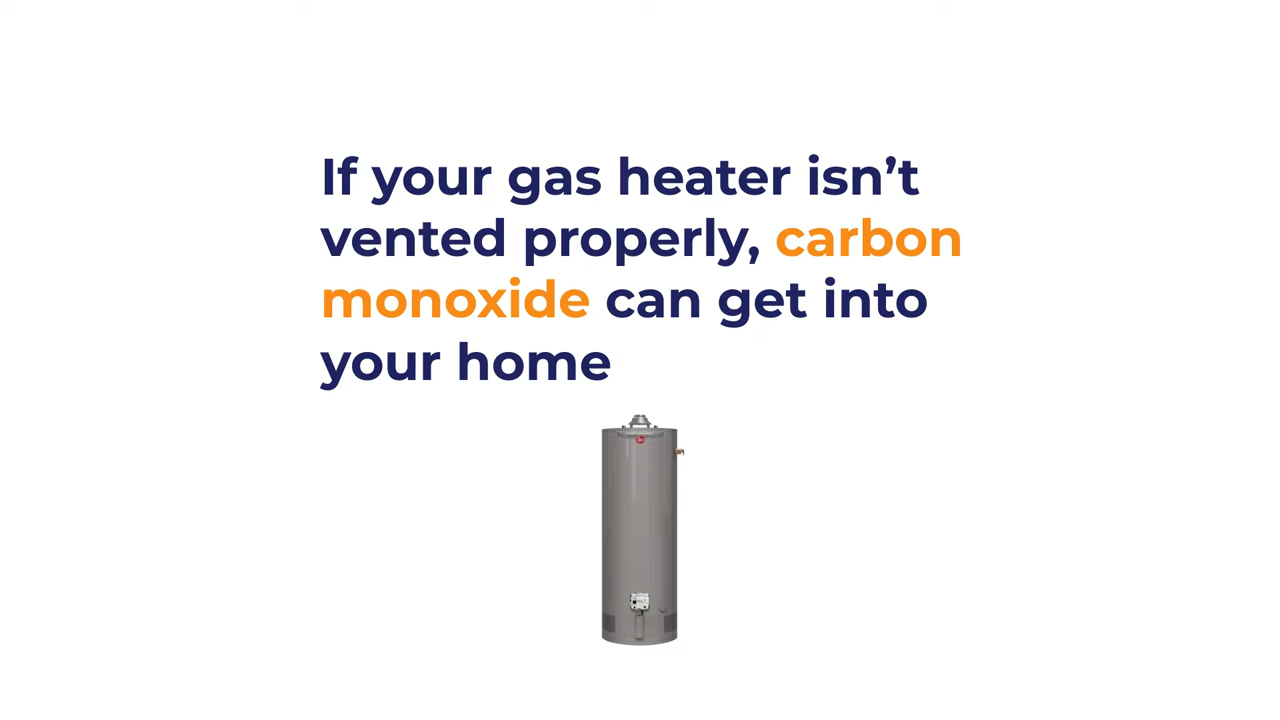 If your gas heater isn’t
vented properly, carbon
monoxide can get into
your home